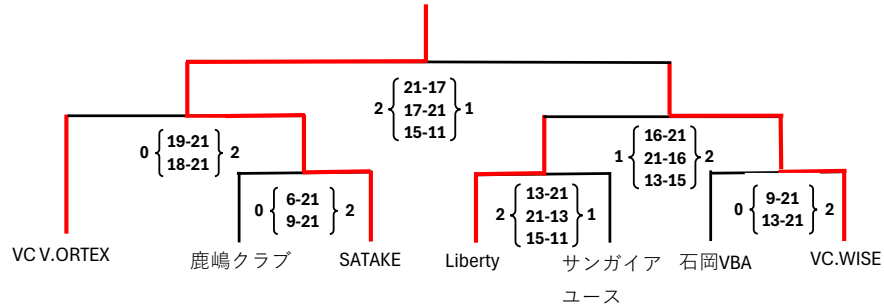 21-17
2 { 17-21 } 1
15-11
19-21
0 { 18-21 } 2
16-21
1 { 21-16 } 2
13-15
6-21
0 { 9-21 } 2
13-21
2 { 21-13 } 1
15-11
9-21
0 { 13-21 } 2
VC V.ORTEX
鹿嶋クラブ
SATAKE
Liberty
サンガイア
ユース
石岡VBA
VC.WISE